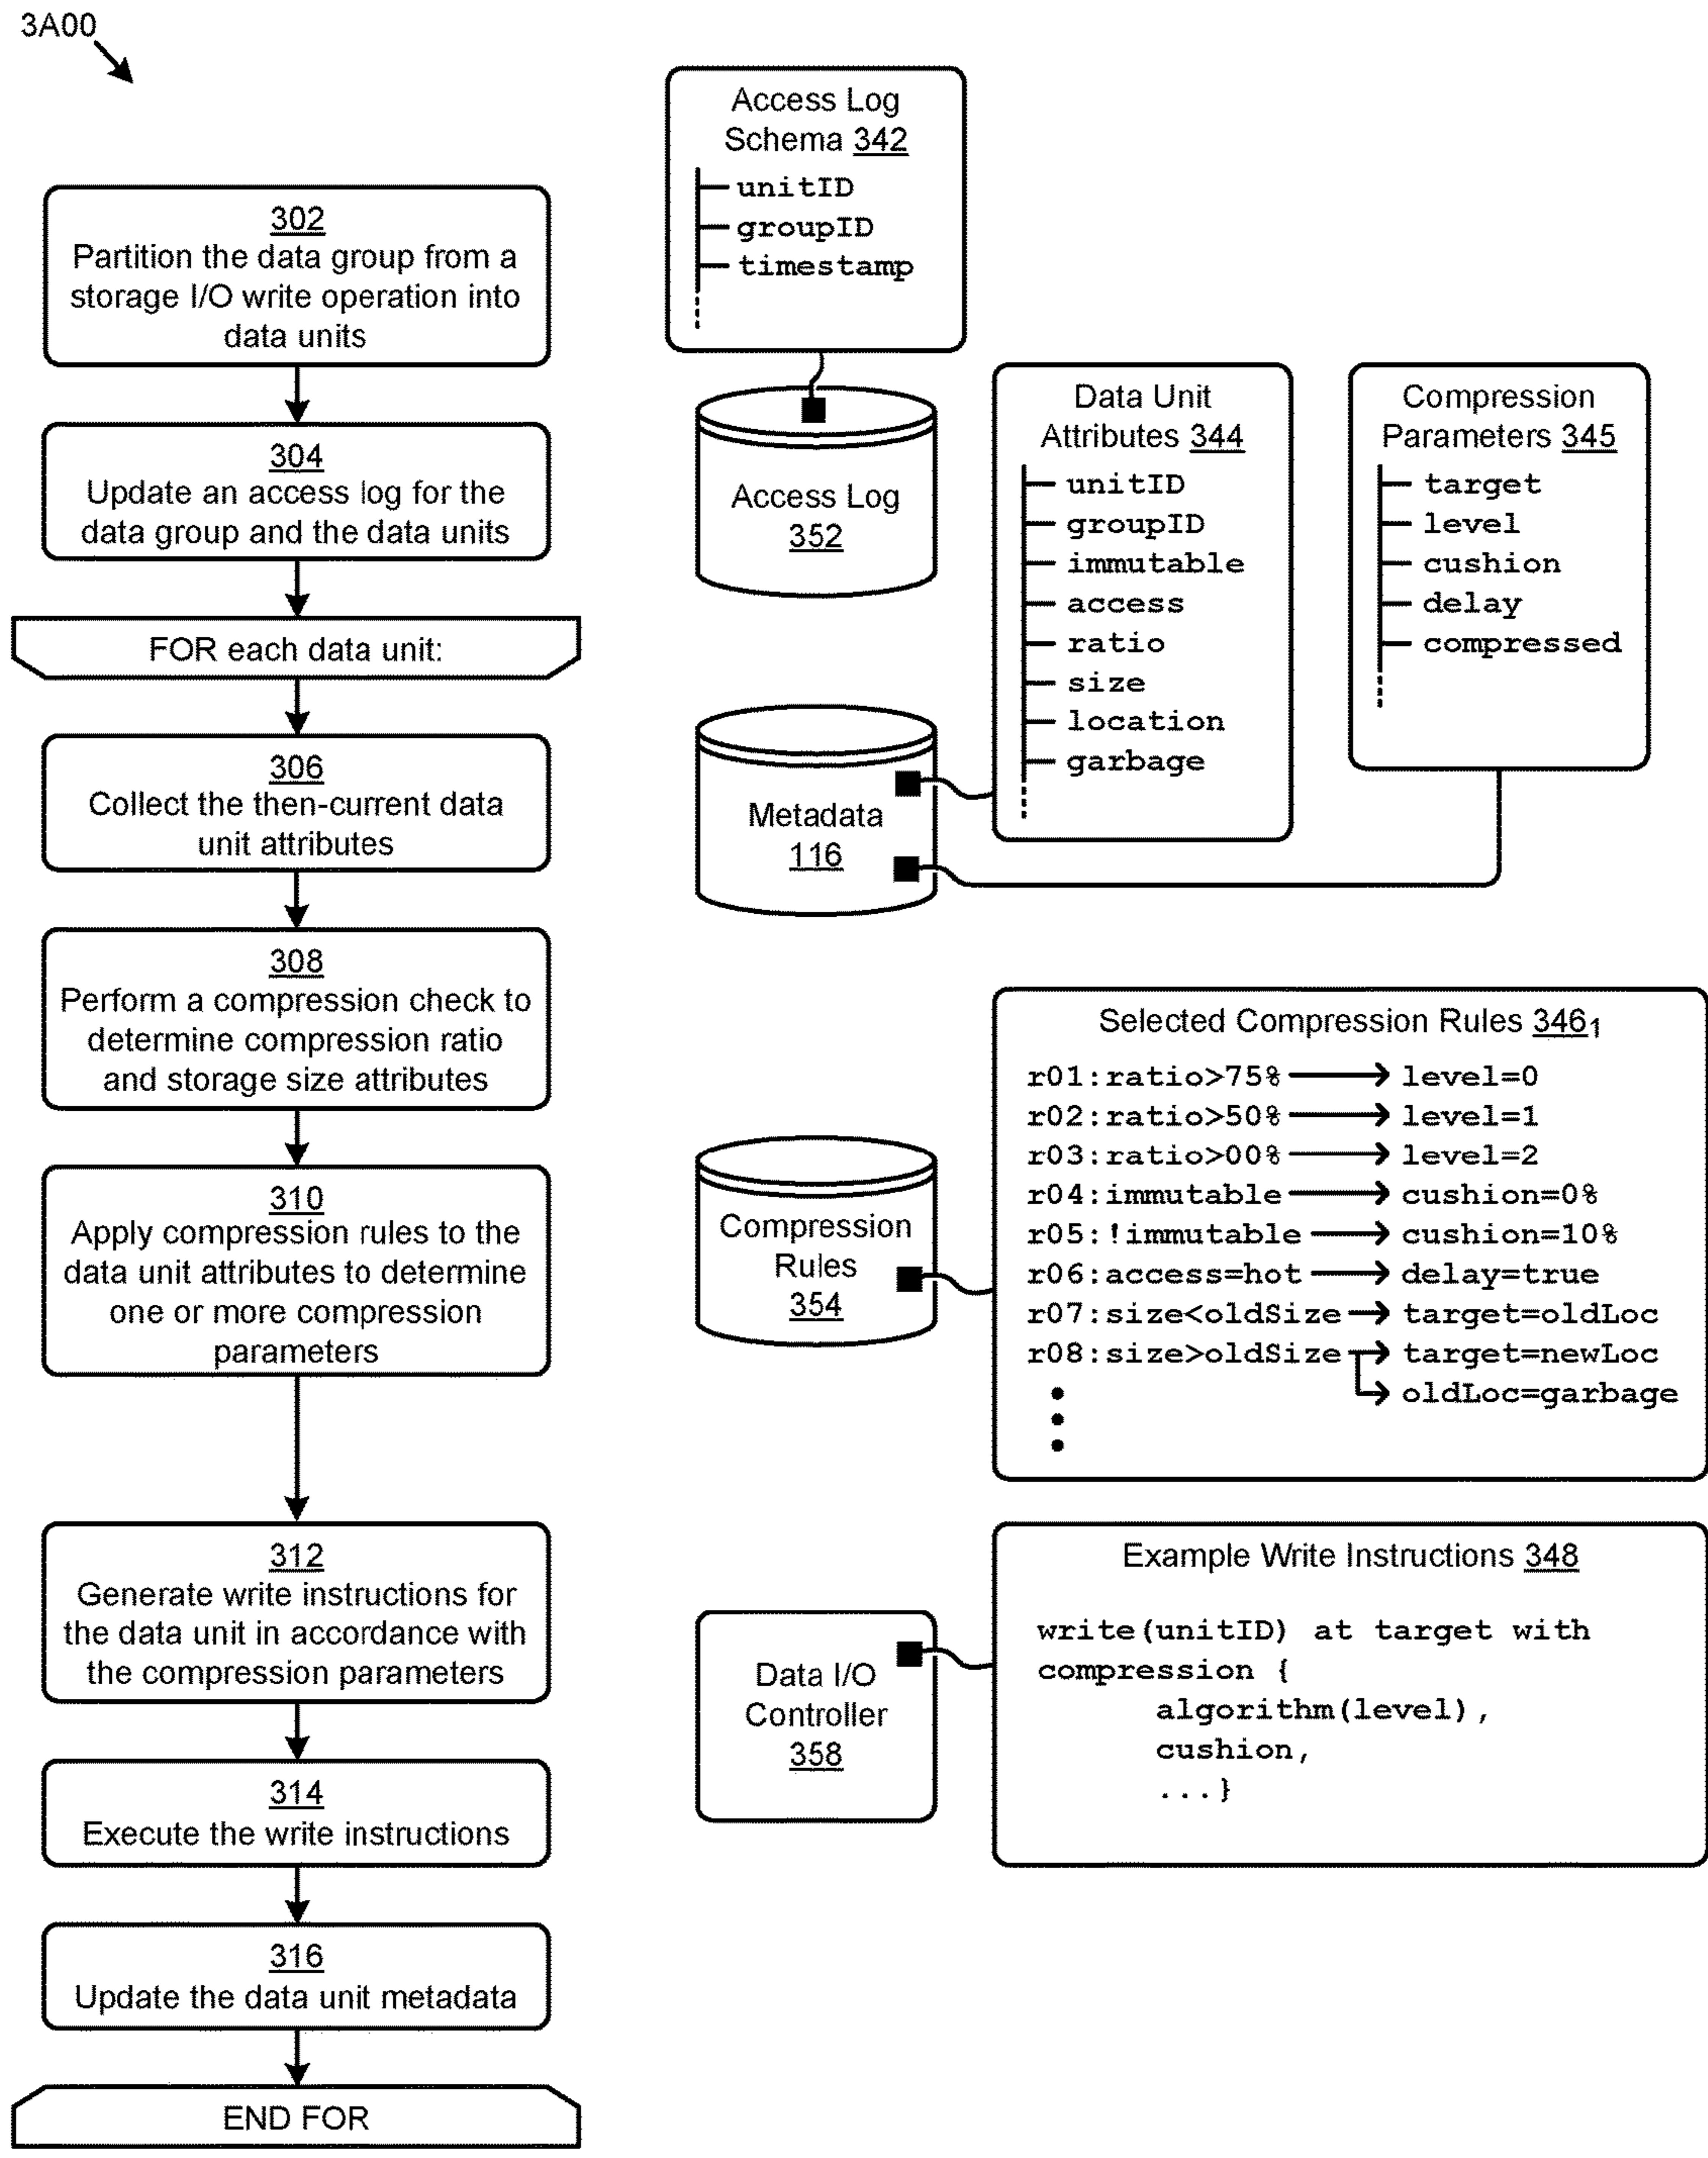 3A00
302
Partition the data group from a
storage I/O write operation into
data units
304
Update an access log for the
data group and the data units
FOR each data unit:
306
Collect the then-current data
unit attributes
308
Perform a compression check to
determine compression ratio
and storage size attributes
310
Apply compression rules to the
data unit attributes to determine
one or more compression
parameters
312
Generate write instructions for
the data unit in accordance with
the compression parameters
314
Execute the write instructions
316
Update the data unit metadata
END FOR
Access Log
Schema 342
unitID
groupID
timestamp
Access Log
352
Data Unit
Attributes 344
unitID
groupID
immutable
access
ratio
size
location
garbage
Compression
Parameters 345
target
level
cushion
delay
compressed
Metadata
116
Compression
Rules
354
Selected Compression Rules 346₁
r01:ratio>75% → level=0
r02:ratio>50% → level=1
r03:ratio>00% → level=2
r04:immutable → cushion=0%
r05:!immutable → cushion=10%
r06:access=hot → delay=true
r07:size<oldSize → target=oldLoc
r08:size>oldSize → target=newLoc
→ oldLoc=garbage
Data I/O
Controller
358
Example Write Instructions 348
write(unitID) at target with
compression {
algorithm(level),
cushion,
...}